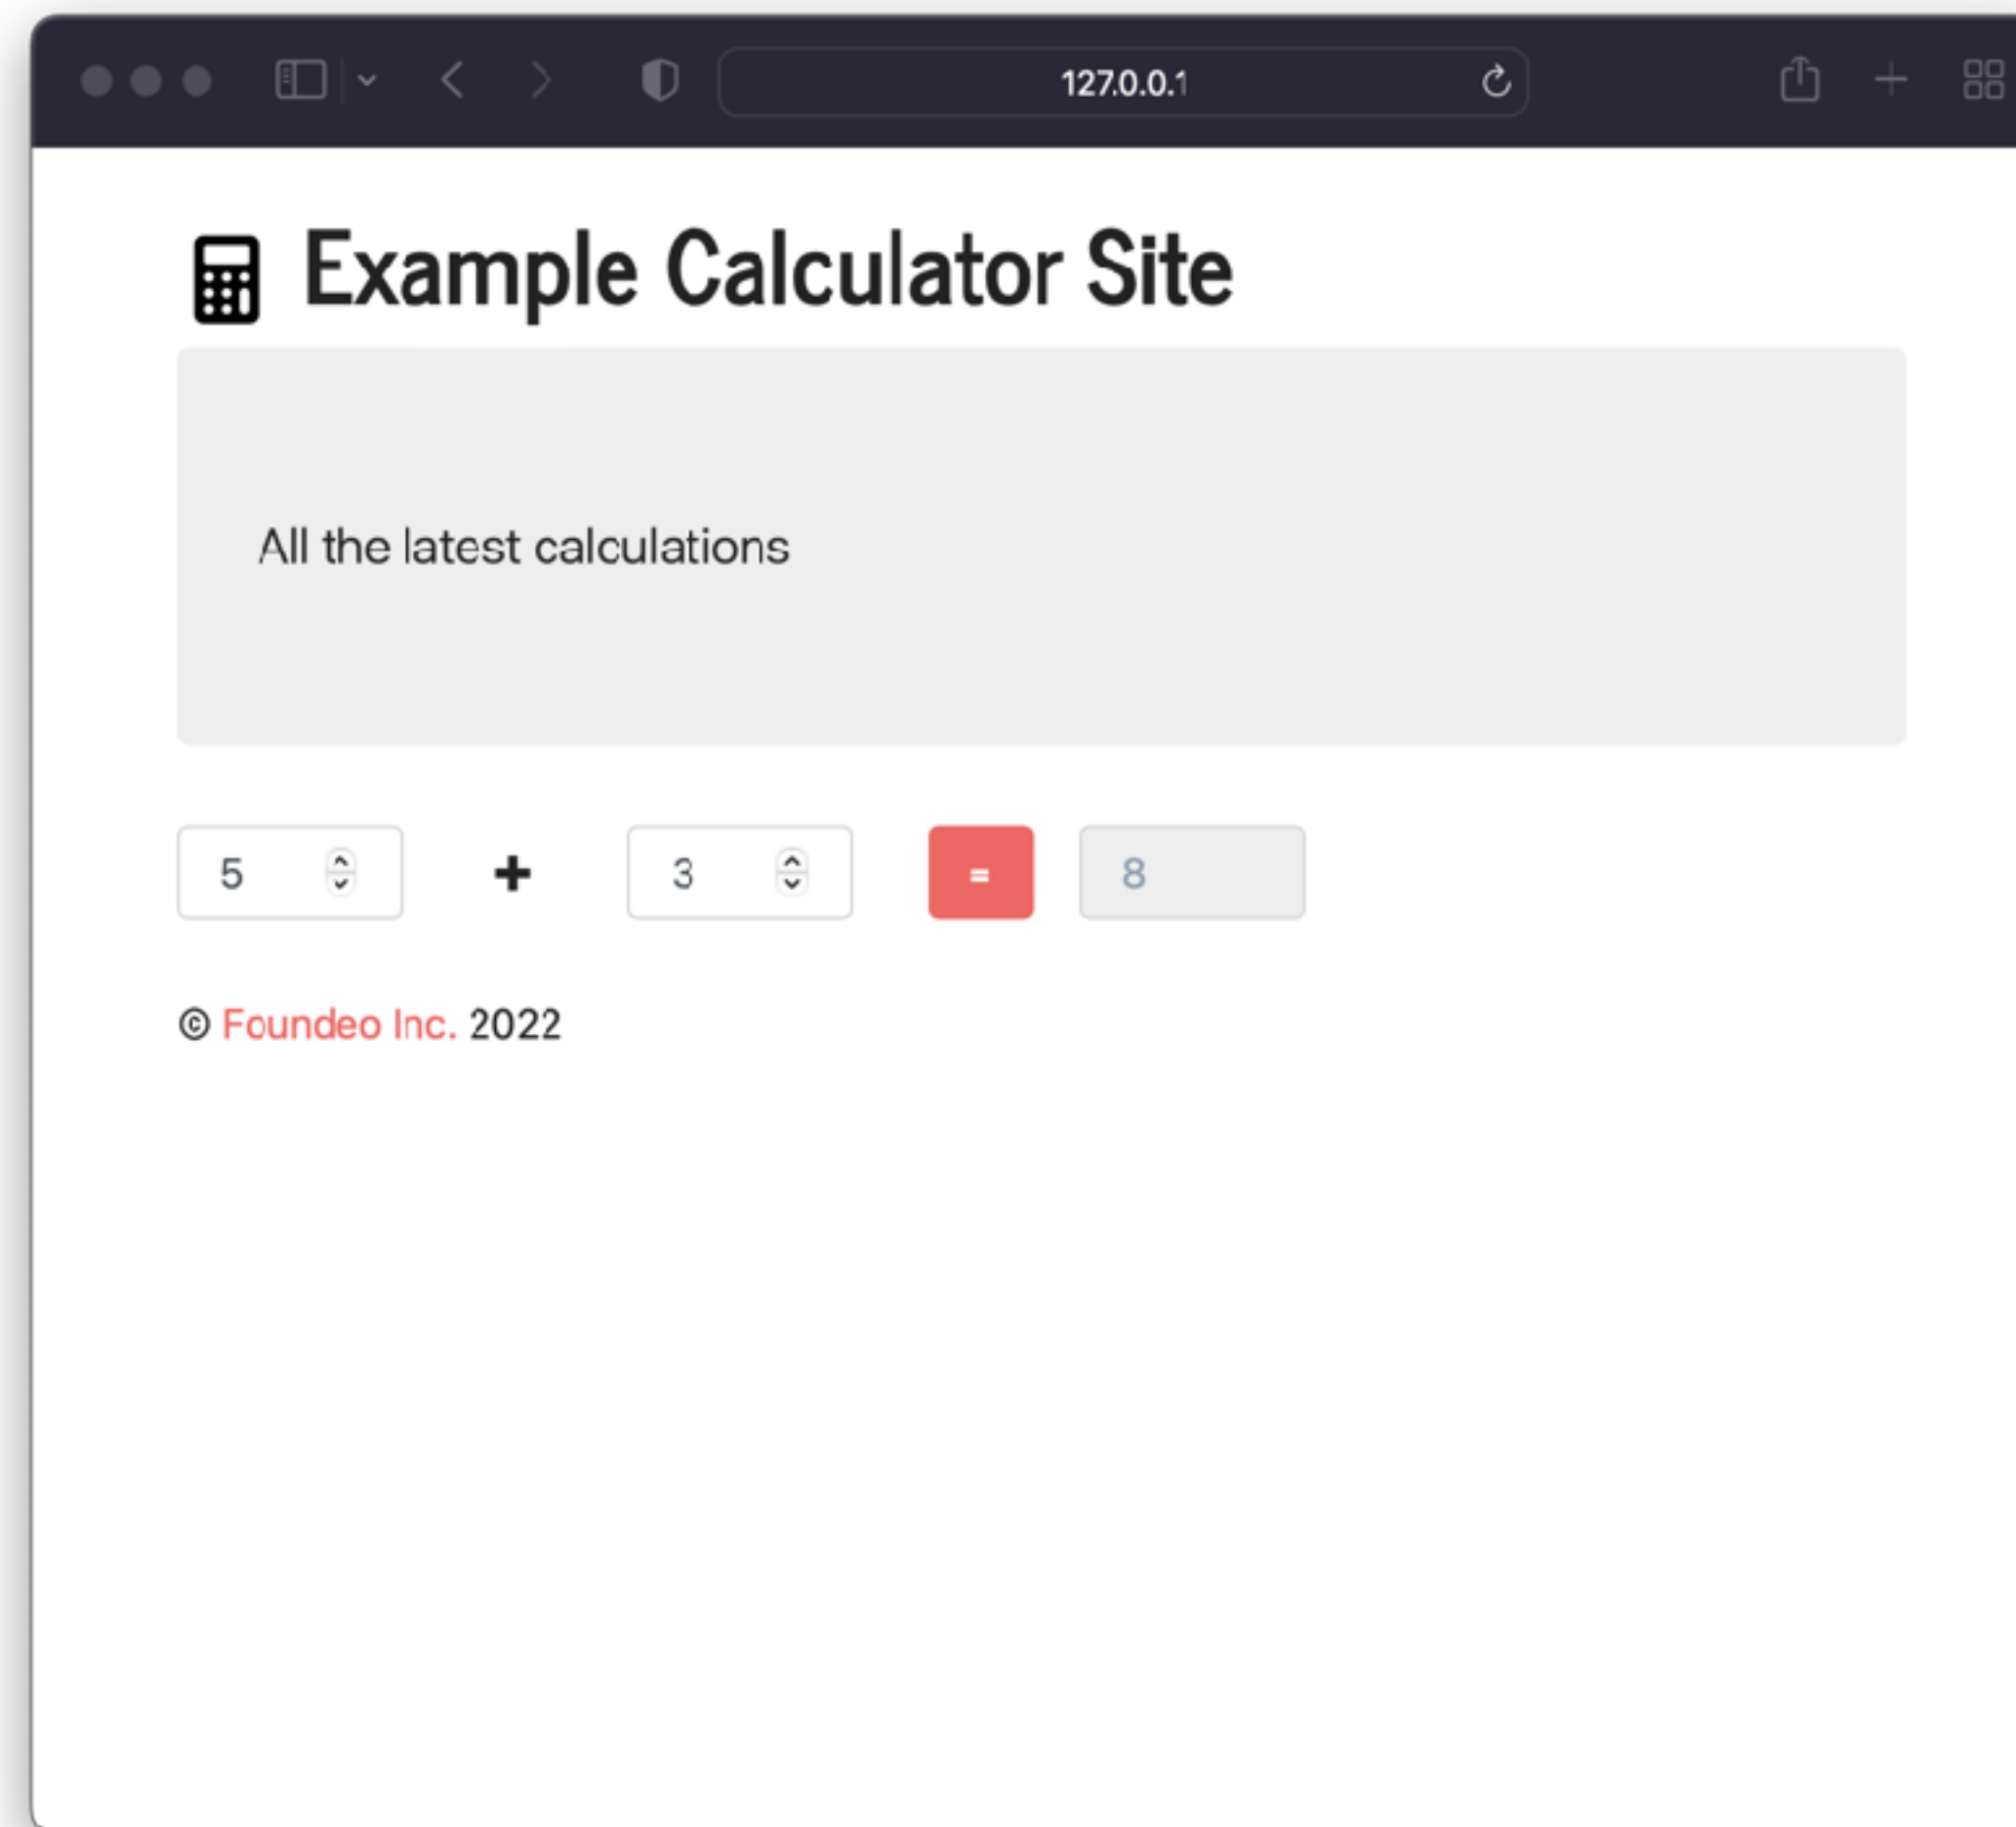 127.0.0.1
Example Calculator Site
All the latest calculations
5 + 3 = 8
© Foundeo Inc. 2022